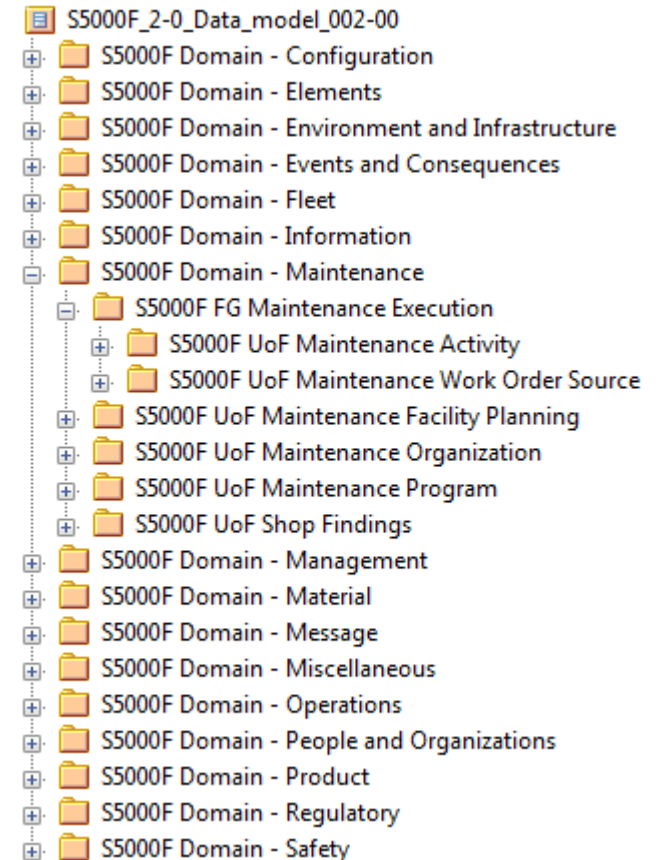 S5000F_2-0_Data_model_002-00
S5000F Domain - Configuration
S5000F Domain - Elements
S5000F Domain - Environment and Infrastructure
S5000F Domain - Events and Consequences
S5000F Domain - Fleet
S5000F Domain - Information
S5000F Domain - Maintenance
S5000F FG Maintenance Execution
S5000F UoF Maintenance Activity
S5000F UoF Maintenance Work Order Source
S5000F UoF Maintenance Facility Planning
S5000F UoF Maintenance Organization
S5000F UoF Maintenance Program
S5000F UoF Shop Findings
S5000F Domain - Management
S5000F Domain - Material
S5000F Domain - Message
S5000F Domain - Miscellaneous
S5000F Domain - Operations
S5000F Domain - People and Organizations
S5000F Domain - Product
S5000F Domain - Regulatory
S5000F Domain - Safety